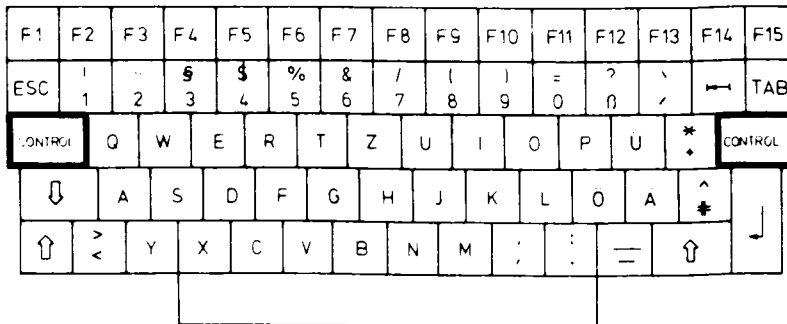 F1 F2 F3 F4 F5 F6 F7 F8 F9 F10 F11 F12 F13 F14 F15
ESC ! 1 " 2 § 3 $ 4 % 5 & 6 / 7 ( 8 ) 9 = 0 ? ß ` ´ TAB
CONTROL Q W E R T Z U I O P Ü * + CONTROL
A S D F G H J K L Ö A ^ #
> < Y X C V B N M ; , : . _ —